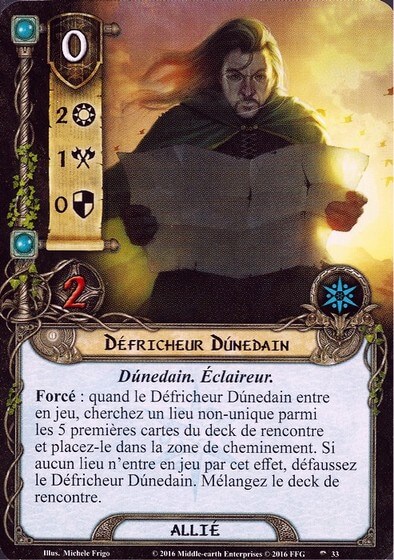 0
2
1
0
2
Défricheur Dúnedain
Dúnedain. Éclaireur.
Forcé : quand le Défricheur Dúnedain entre
en jeu, cherchez un lieu non-unique parmi
les 5 premières cartes du deck de rencontre
et placez-le dans la zone de cheminement. Si
aucun lieu n'entre en jeu par cet effet, défaussez
le Défricheur Dúnedain. Mélangez le deck de
rencontre.
ALLIÉ
Illus. Michele Frigo © 2016 Middle-earth Enterprises © 2016 FFG 33